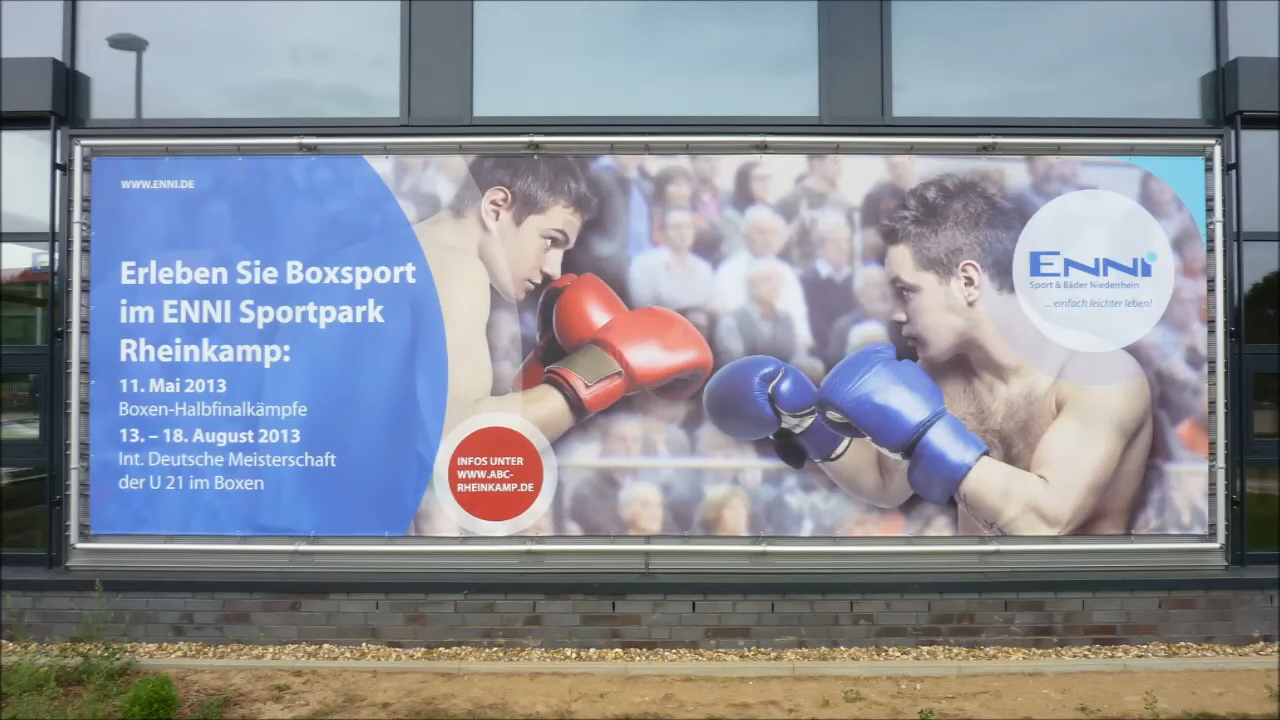 WWW.ENNI.DE
Erleben Sie Boxsport
im ENNI Sportpark
Rheinkamp:
11. Mai 2013
Boxen-Halbfinalkämpfe
13. – 18. August 2013
Int. Deutsche Meisterschaft
der U 21 im Boxen
INFOS UNTER
WWW.ABC-
RHEINKAMP.DE
ENNI
Sport & Bäder Niederrhein
...einfach leichter leben!